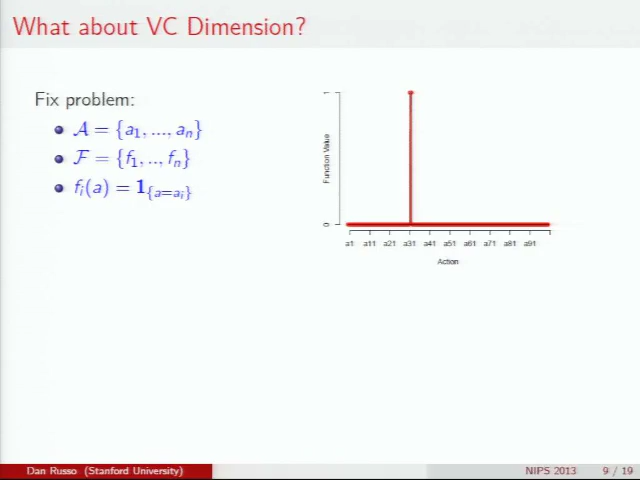 What about VC Dimension?
Fix problem:
𝒜 = {a₁, ..., aₙ}
ℱ = {f₁, .., fₙ}
fᵢ(a) = 𝟏_{a=aᵢ}
Function Value
1
0
a1 a11 a21 a31 a41 a51 a61 a71 a81 a91
Action
Dan Russo (Stanford University)
NIPS 2013
9 / 19